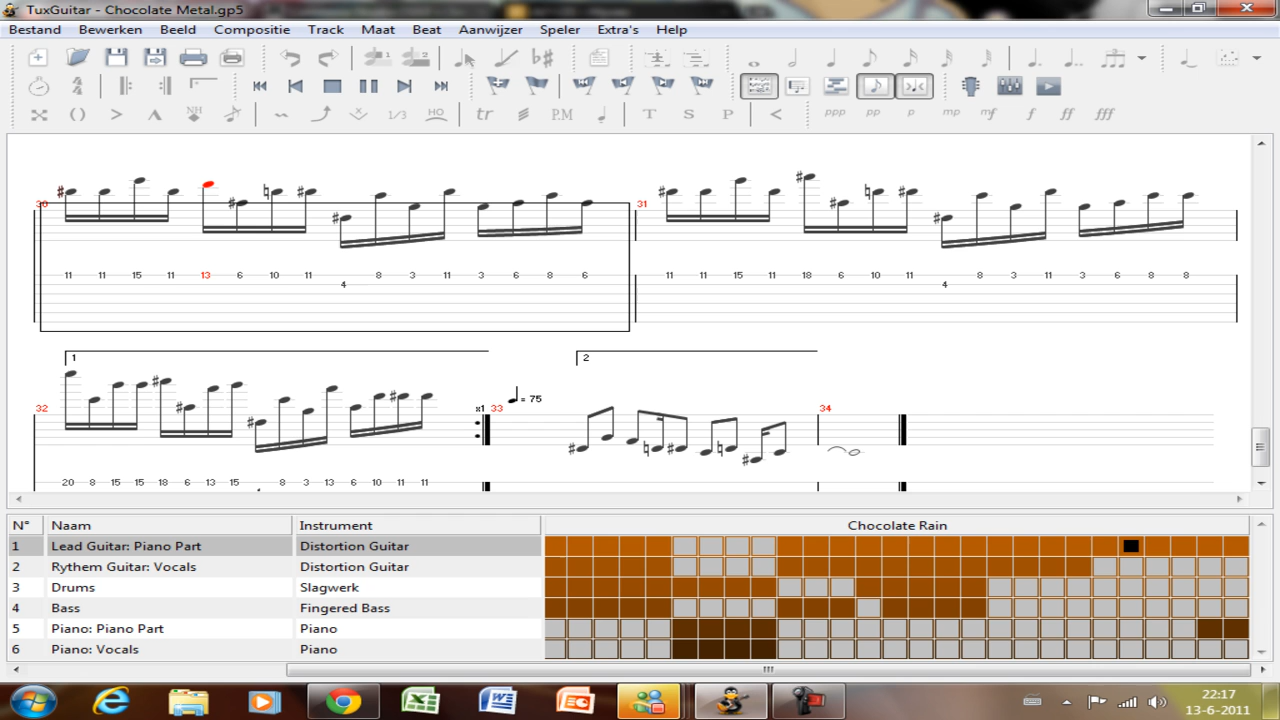 TuxGuitar - Chocolate Metal.gp5
Bestand Bewerken Beeld Compositie Track Maat Beat Aanwijzer Speler Extra's Help
1 2
NH 1/3 HO tr P.M T S P < ppp pp p mp mf f ff fff
30 31
11 11 15 11 13 6 10 11 8 3 11 3 6 8 6 11 11 15 11 18 6 10 11 8 3 11 3 6 8 8
4 4
1 2
= 75
32 x1 33 34
20 8 15 15 18 6 13 15 8 3 13 6 10 11 11
N° Naam Instrument Chocolate Rain
1 Lead Guitar: Piano Part Distortion Guitar
2 Rythem Guitar: Vocals Distortion Guitar
3 Drums Slagwerk
4 Bass Fingered Bass
5 Piano: Piano Part Piano
6 Piano: Vocals Piano
22:17
13-6-2011